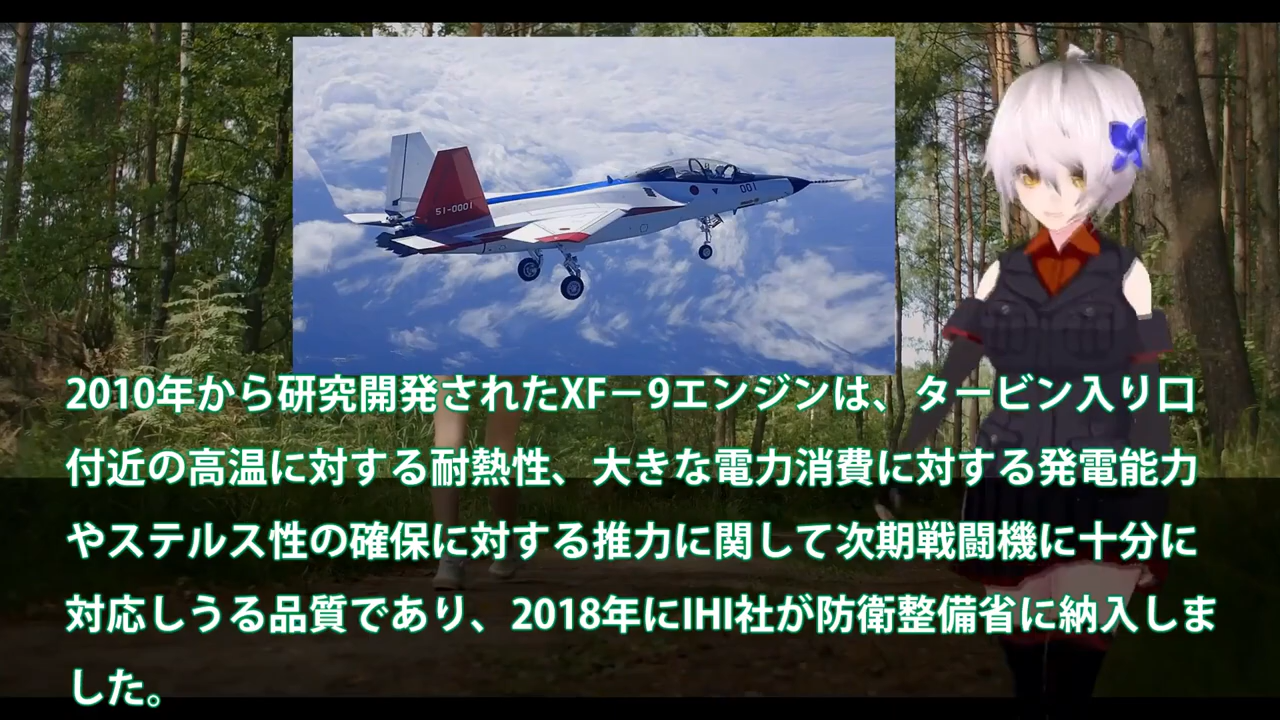 001
51-0001
2010年から研究開発されたXF－9エンジンは、タービン入り口
付近の高温に対する耐熱性、大きな電力消費に対する発電能力
やステルス性の確保に対する推力に関して次期戦闘機に十分に
対応しうる品質であり、2018年にIHI社が防衛整備省に納入しま
した。